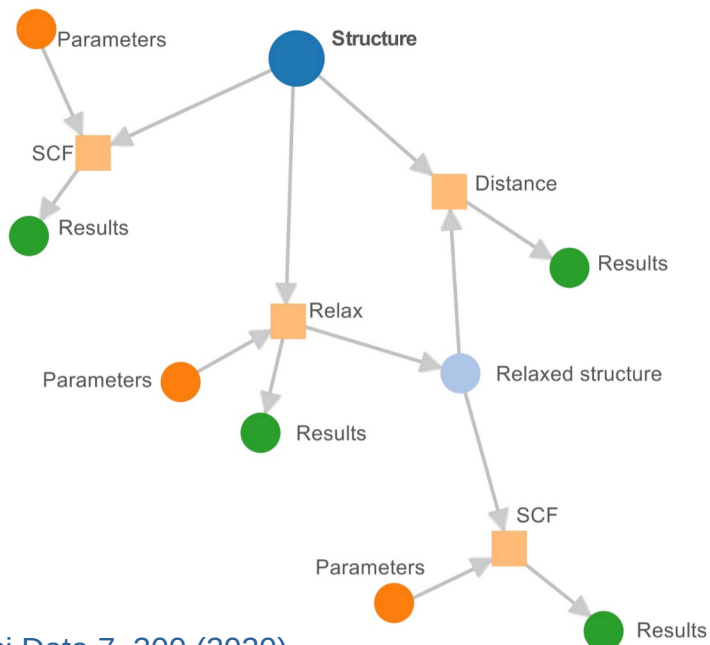 Parameters
Structure
SCF
Distance
Results
Results
Relax
Parameters
Relaxed structure
Results
SCF
Parameters
Results